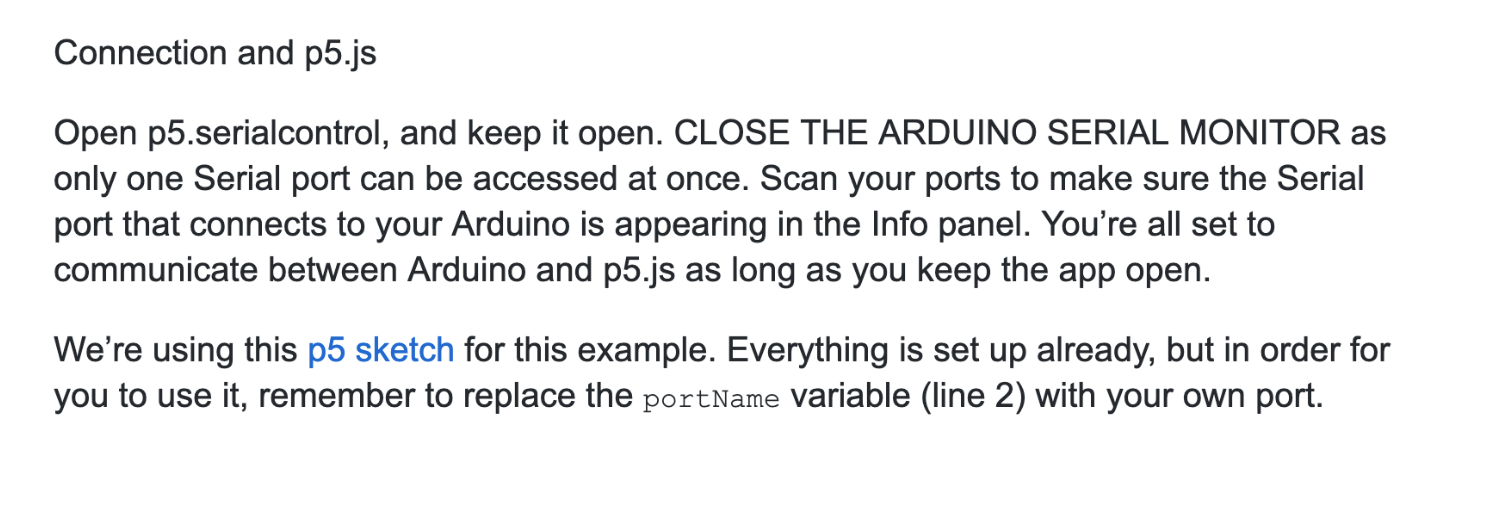 Connection and p5.js
Open p5.serialcontrol, and keep it open. CLOSE THE ARDUINO SERIAL MONITOR as
only one Serial port can be accessed at once. Scan your ports to make sure the Serial
port that connects to your Arduino is appearing in the Info panel. You’re all set to
communicate between Arduino and p5.js as long as you keep the app open.
We’re using this p5 sketch for this example. Everything is set up already, but in order for
you to use it, remember to replace the portName variable (line 2) with your own port.